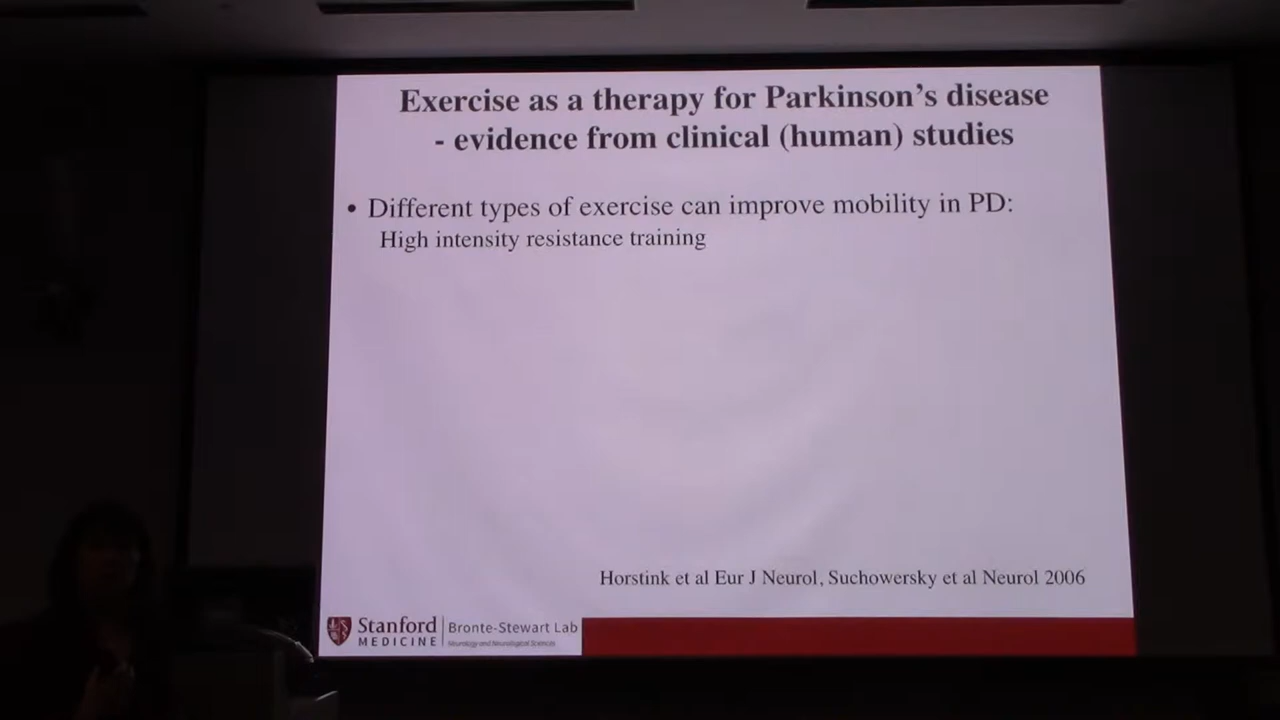 Exercise as a therapy for Parkinson's disease
- evidence from clinical (human) studies
• Different types of exercise can improve mobility in PD:
High intensity resistance training
Horstink et al Eur J Neurol, Suchowersky et al Neurol 2006
Stanford
MEDICINE
Bronte-Stewart Lab
Neurology and Neurological Sciences